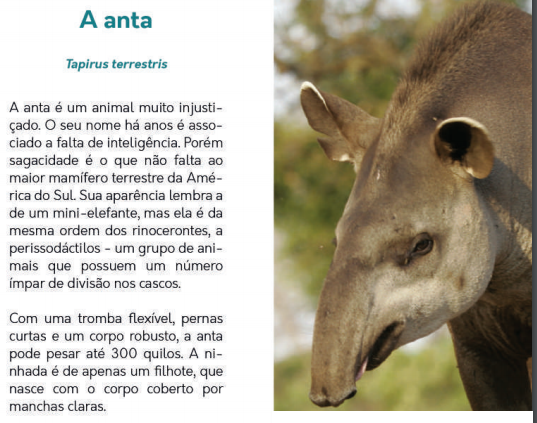 A anta
Tapirus terrestris
A anta é um animal muito injusti-
çado. O seu nome há anos é asso-
ciado a falta de inteligência. Porém
sagacidade é o que não falta ao
maior mamífero terrestre da Amé-
rica do Sul. Sua aparência lembra a
de um mini-elefante, mas ela é da
mesma ordem dos rinocerontes, a
perissodáctilos - um grupo de ani-
mais que possuem um número
ímpar de divisão nos cascos.
Com uma tromba flexível, pernas
curtas e um corpo robusto, a anta
pode pesar até 300 quilos. A ni-
nhada é de apenas um filhote, que
nasce com o corpo coberto por
manchas claras.